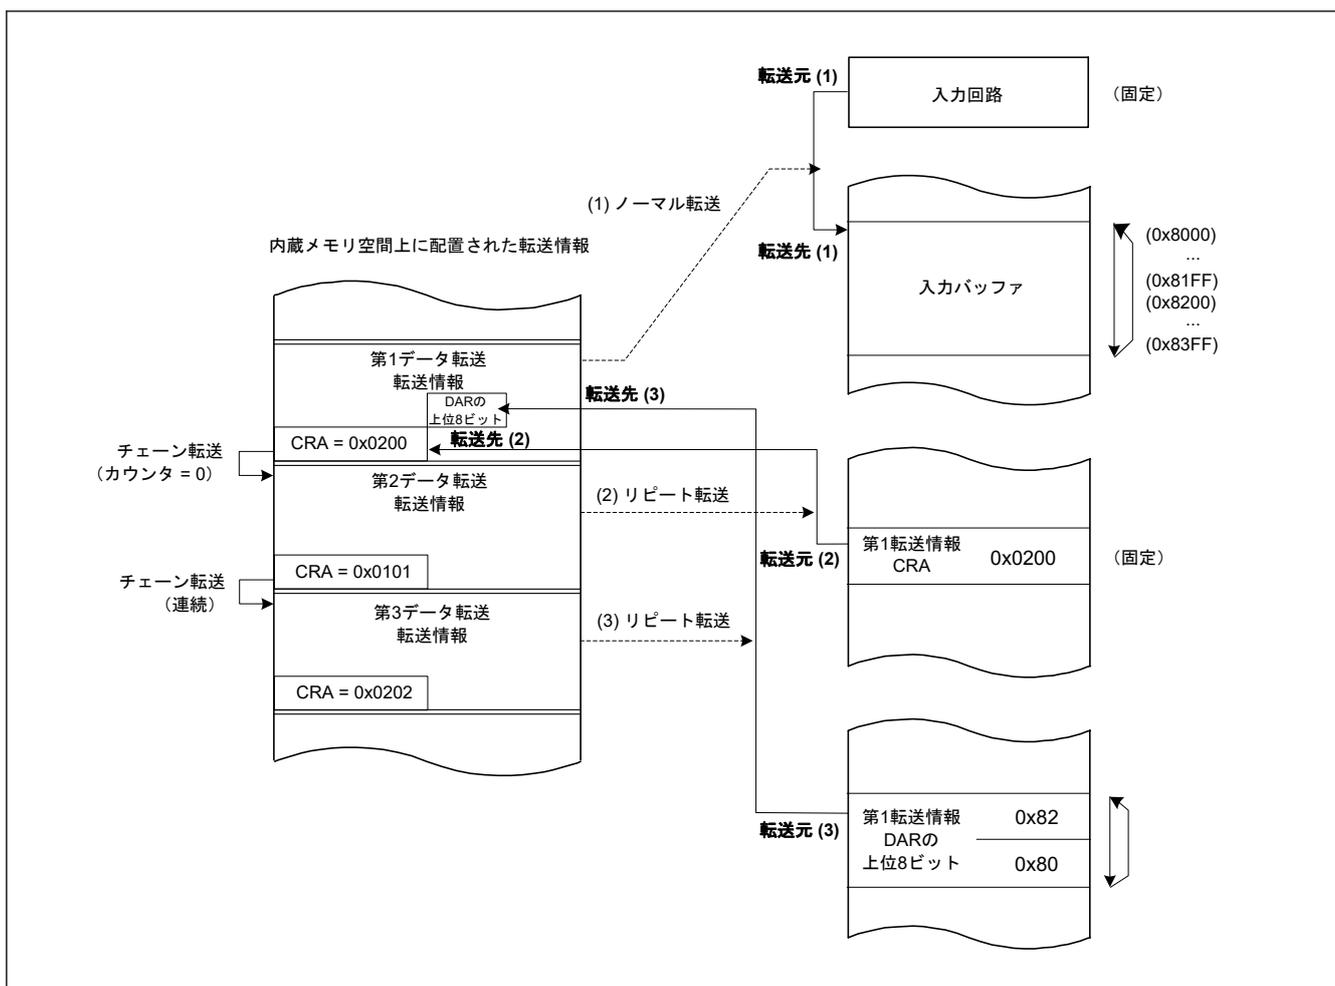 転送元 (1)
入力回路
（固定）
(1) ノーマル転送
内蔵メモリ空間上に配置された転送情報
転送先 (1)
入力バッファ
(0x8000)
...
(0x81FF)
(0x8200)
...
(0x83FF)
第1データ転送
転送情報
DARの
上位8ビット
転送先 (3)
CRA = 0x0200
転送先 (2)
チェーン転送
（カウンタ = 0）
第2データ転送
転送情報
(2) リピート転送
CRA = 0x0101
転送元 (2)
第1転送情報
CRA
0x0200
（固定）
チェーン転送
（連続）
第3データ転送
転送情報
(3) リピート転送
CRA = 0x0202
転送元 (3)
第1転送情報
DARの
上位8ビット
0x82
0x80